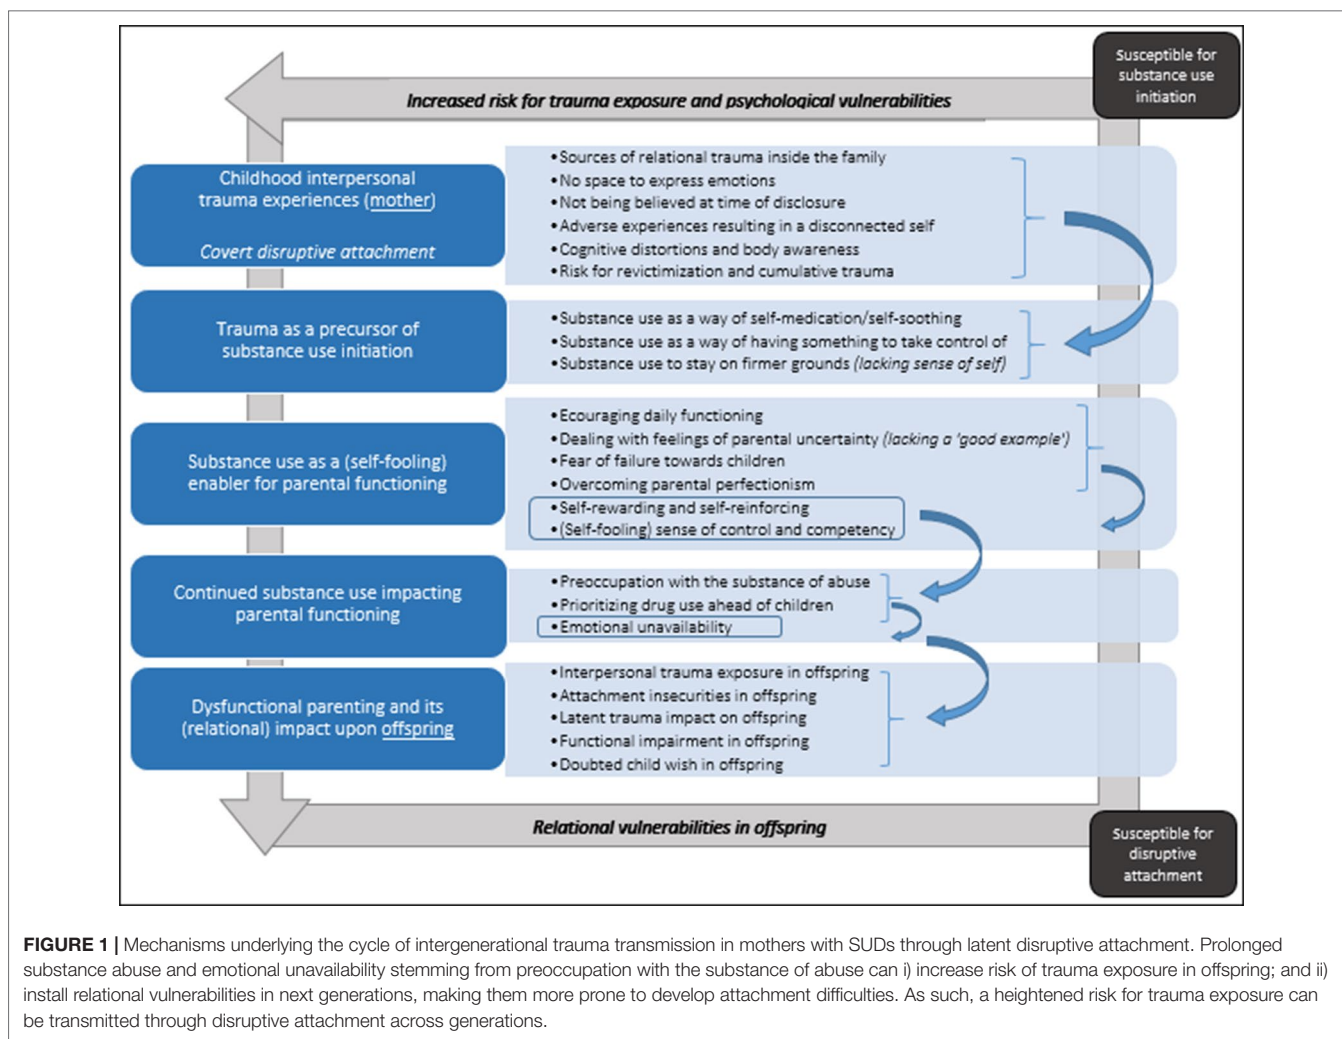 Susceptible for
substance use
initiation
Increased risk for trauma exposure and psychological vulnerabilities
Childhood interpersonal
trauma experiences (mother)
Covert disruptive attachment
•Sources of relational trauma inside the family
•No space to express emotions
•Not being believed at time of disclosure
•Adverse experiences resulting in a disconnected self
•Cognitive distortions and body awareness
•Risk for revictimization and cumulative trauma
Trauma as a precursor of
substance use initiation
•Substance use as a way of self-medication/self-soothing
•Substance use as a way of having something to take control of
•Substance use to stay on firmer grounds (lacking sense of self)
Substance use as a (self-fooling)
enabler for parental functioning
•Ecouraging daily functioning
•Dealing with feelings of parental uncertainty (lacking a 'good example')
•Fear of failure towards children
•Overcoming parental perfectionism
•Self-rewarding and self-reinforcing
•(Self-fooling) sense of control and competency
Continued substance use impacting
parental functioning
•Preoccupation with the substance of abuse
•Prioritizing drug use ahead of children
•Emotional unavailability
Dysfunctional parenting and its
(relational) impact upon offspring
•Interpersonal trauma exposure in offspring
•Attachment insecurities in offspring
•Latent trauma impact on offspring
•Functional impairment in offspring
•Doubted child wish in offspring
Relational vulnerabilities in offspring
Susceptible for
disruptive
attachment
FIGURE 1 | Mechanisms underlying the cycle of intergenerational trauma transmission in mothers with SUDs through latent disruptive attachment. Prolonged
substance abuse and emotional unavailability stemming from preoccupation with the substance of abuse can i) increase risk of trauma exposure in offspring; and ii)
install relational vulnerabilities in next generations, making them more prone to develop attachment difficulties. As such, a heightened risk for trauma exposure can
be transmitted through disruptive attachment across generations.